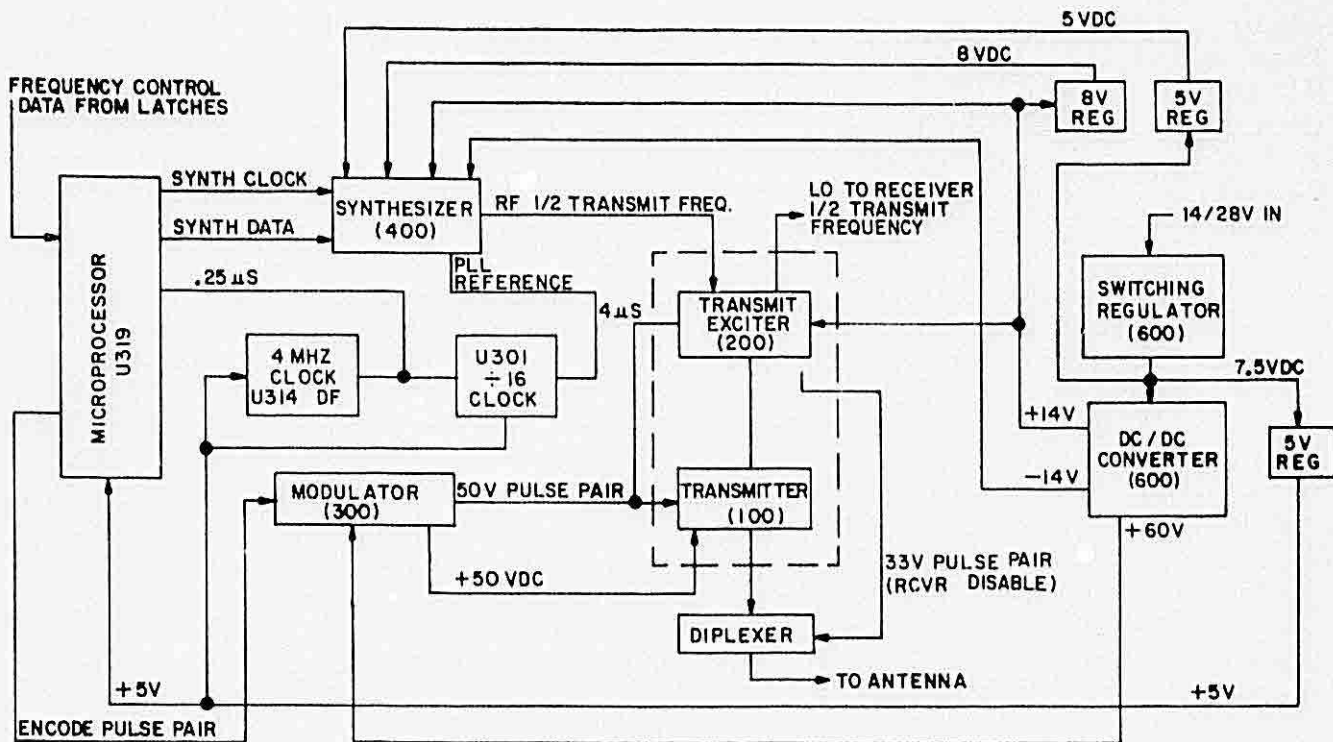 5 VDC
8 VDC
FREQUENCY CONTROL
DATA FROM LATCHES
8V
REG
5V
REG
MICROPROCESSOR
U319
SYNTH CLOCK
SYNTH DATA
.25 µS
SYNTHESIZER
(400)
RF 1/2 TRANSMIT FREQ.
LO TO RECEIVER
1/2 TRANSMIT
FREQUENCY
14/28V IN
PLL
REFERENCE
4 µS
TRANSMIT
EXCITER
(200)
SWITCHING
REGULATOR
(600)
4 MHZ
CLOCK
U314 DF
U301
÷ 16
CLOCK
7.5VDC
+14V
-14V
DC / DC
CONVERTER
(600)
+60V
5V
REG
MODULATOR
(300)
50V PULSE PAIR
TRANSMITTER
(100)
+50 VDC
33V PULSE PAIR
(RCVR DISABLE)
DIPLEXER
TO ANTENNA
+5V
+5V
ENCODE PULSE PAIR